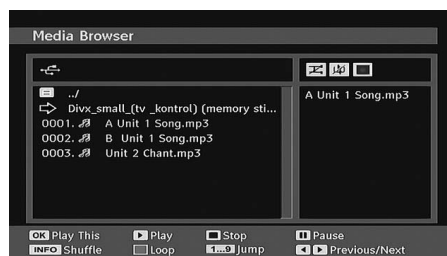 Media Browser
../
Divx_small_(tv _kontrol) (memory sti...
0001. A Unit 1 Song.mp3
0002. B Unit 1 Song.mp3
0003. Unit 2 Chant.mp3
A Unit 1 Song.mp3
OK Play This Play Stop Pause
INFO Shuffle Loop 1...9 Jump Previous/Next